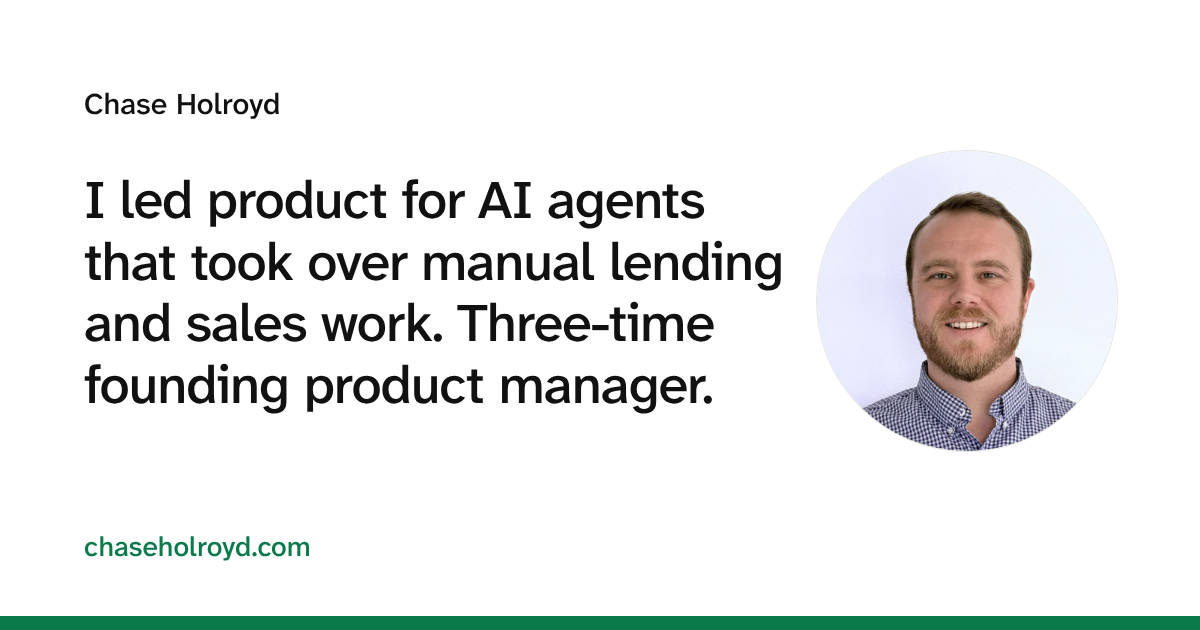 Chase Holroyd
I led product for AI agents
that took over manual lending
and sales work. Three-time
founding product manager.
chaseholroyd.com